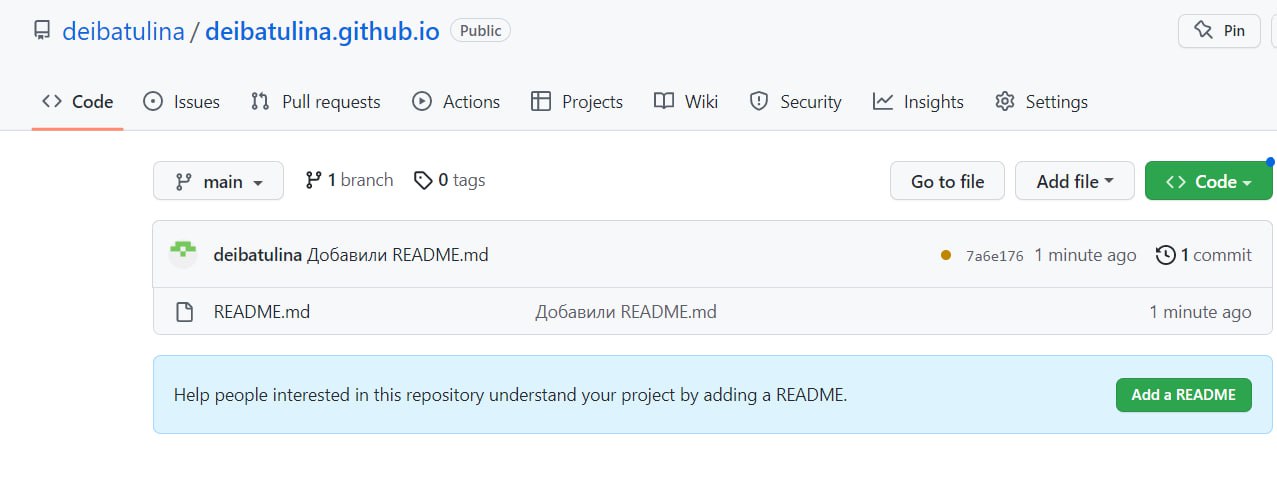 deibatulina / deibatulina.github.io Public Pin
Code Issues Pull requests Actions Projects Wiki Security Insights Settings
main 1 branch 0 tags Go to file Add file Code
deibatulina Добавили README.md 7a6e176 1 minute ago 1 commit
README.md Добавили README.md 1 minute ago
Help people interested in this repository understand your project by adding a README. Add a README